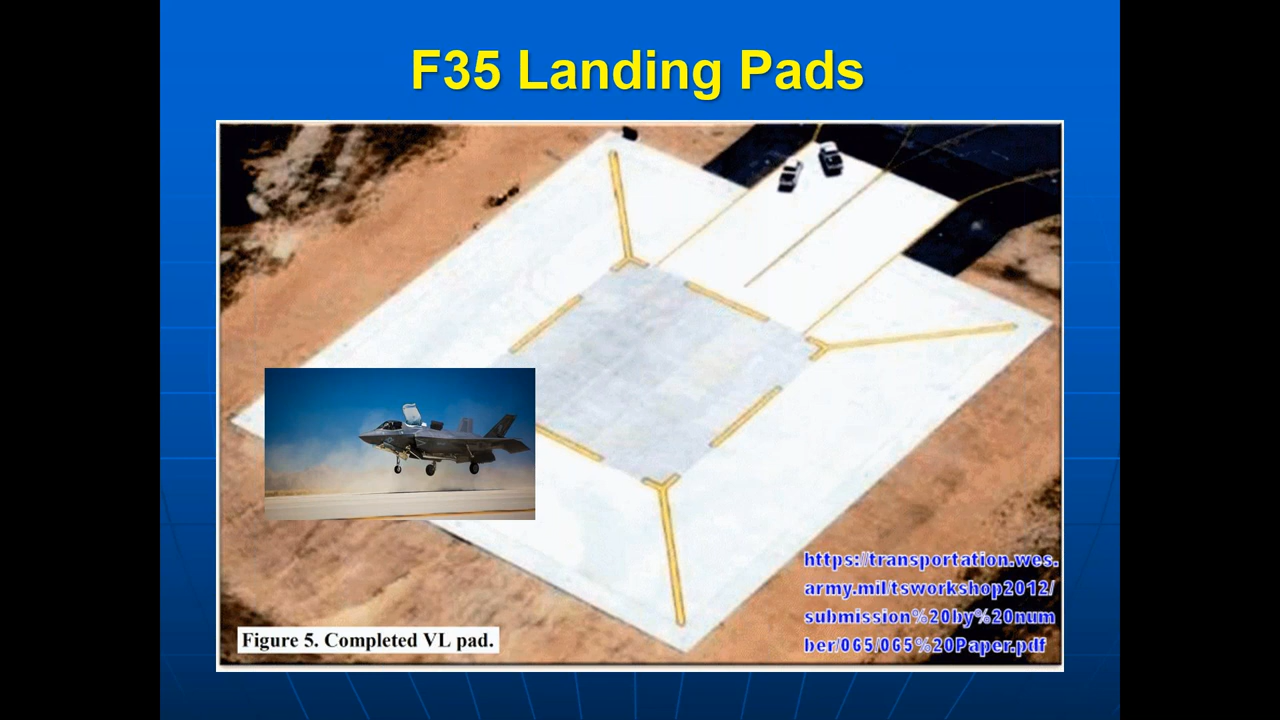 F35 Landing Pads
https://transportation.wes.
army.mil/tsworkshop2012/
submission%20by%20num
ber/065/065%20Paper.pdf
Figure 5. Completed VL pad.